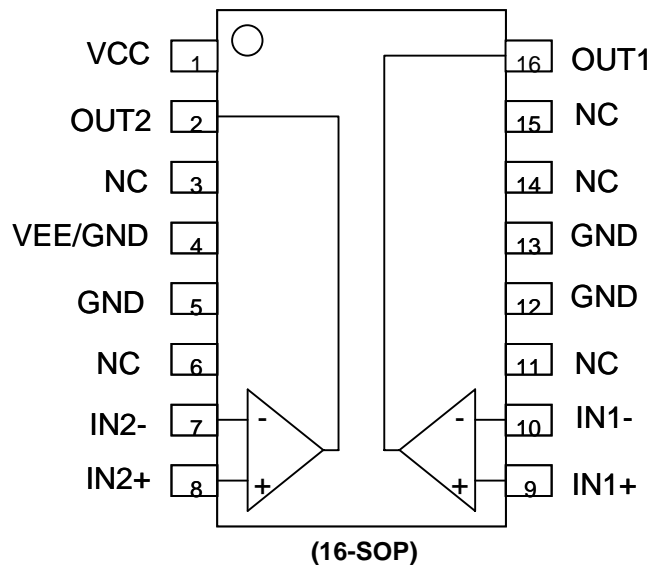 VCC 1 16 OUT1
OUT2 2 15 NC
NC 3 14 NC
VEE/GND 4 13 GND
GND 5 12 GND
NC 6 11 NC
IN2- 7 - - 10 IN1-
IN2+ 8 + + 9 IN1+
(16-SOP)